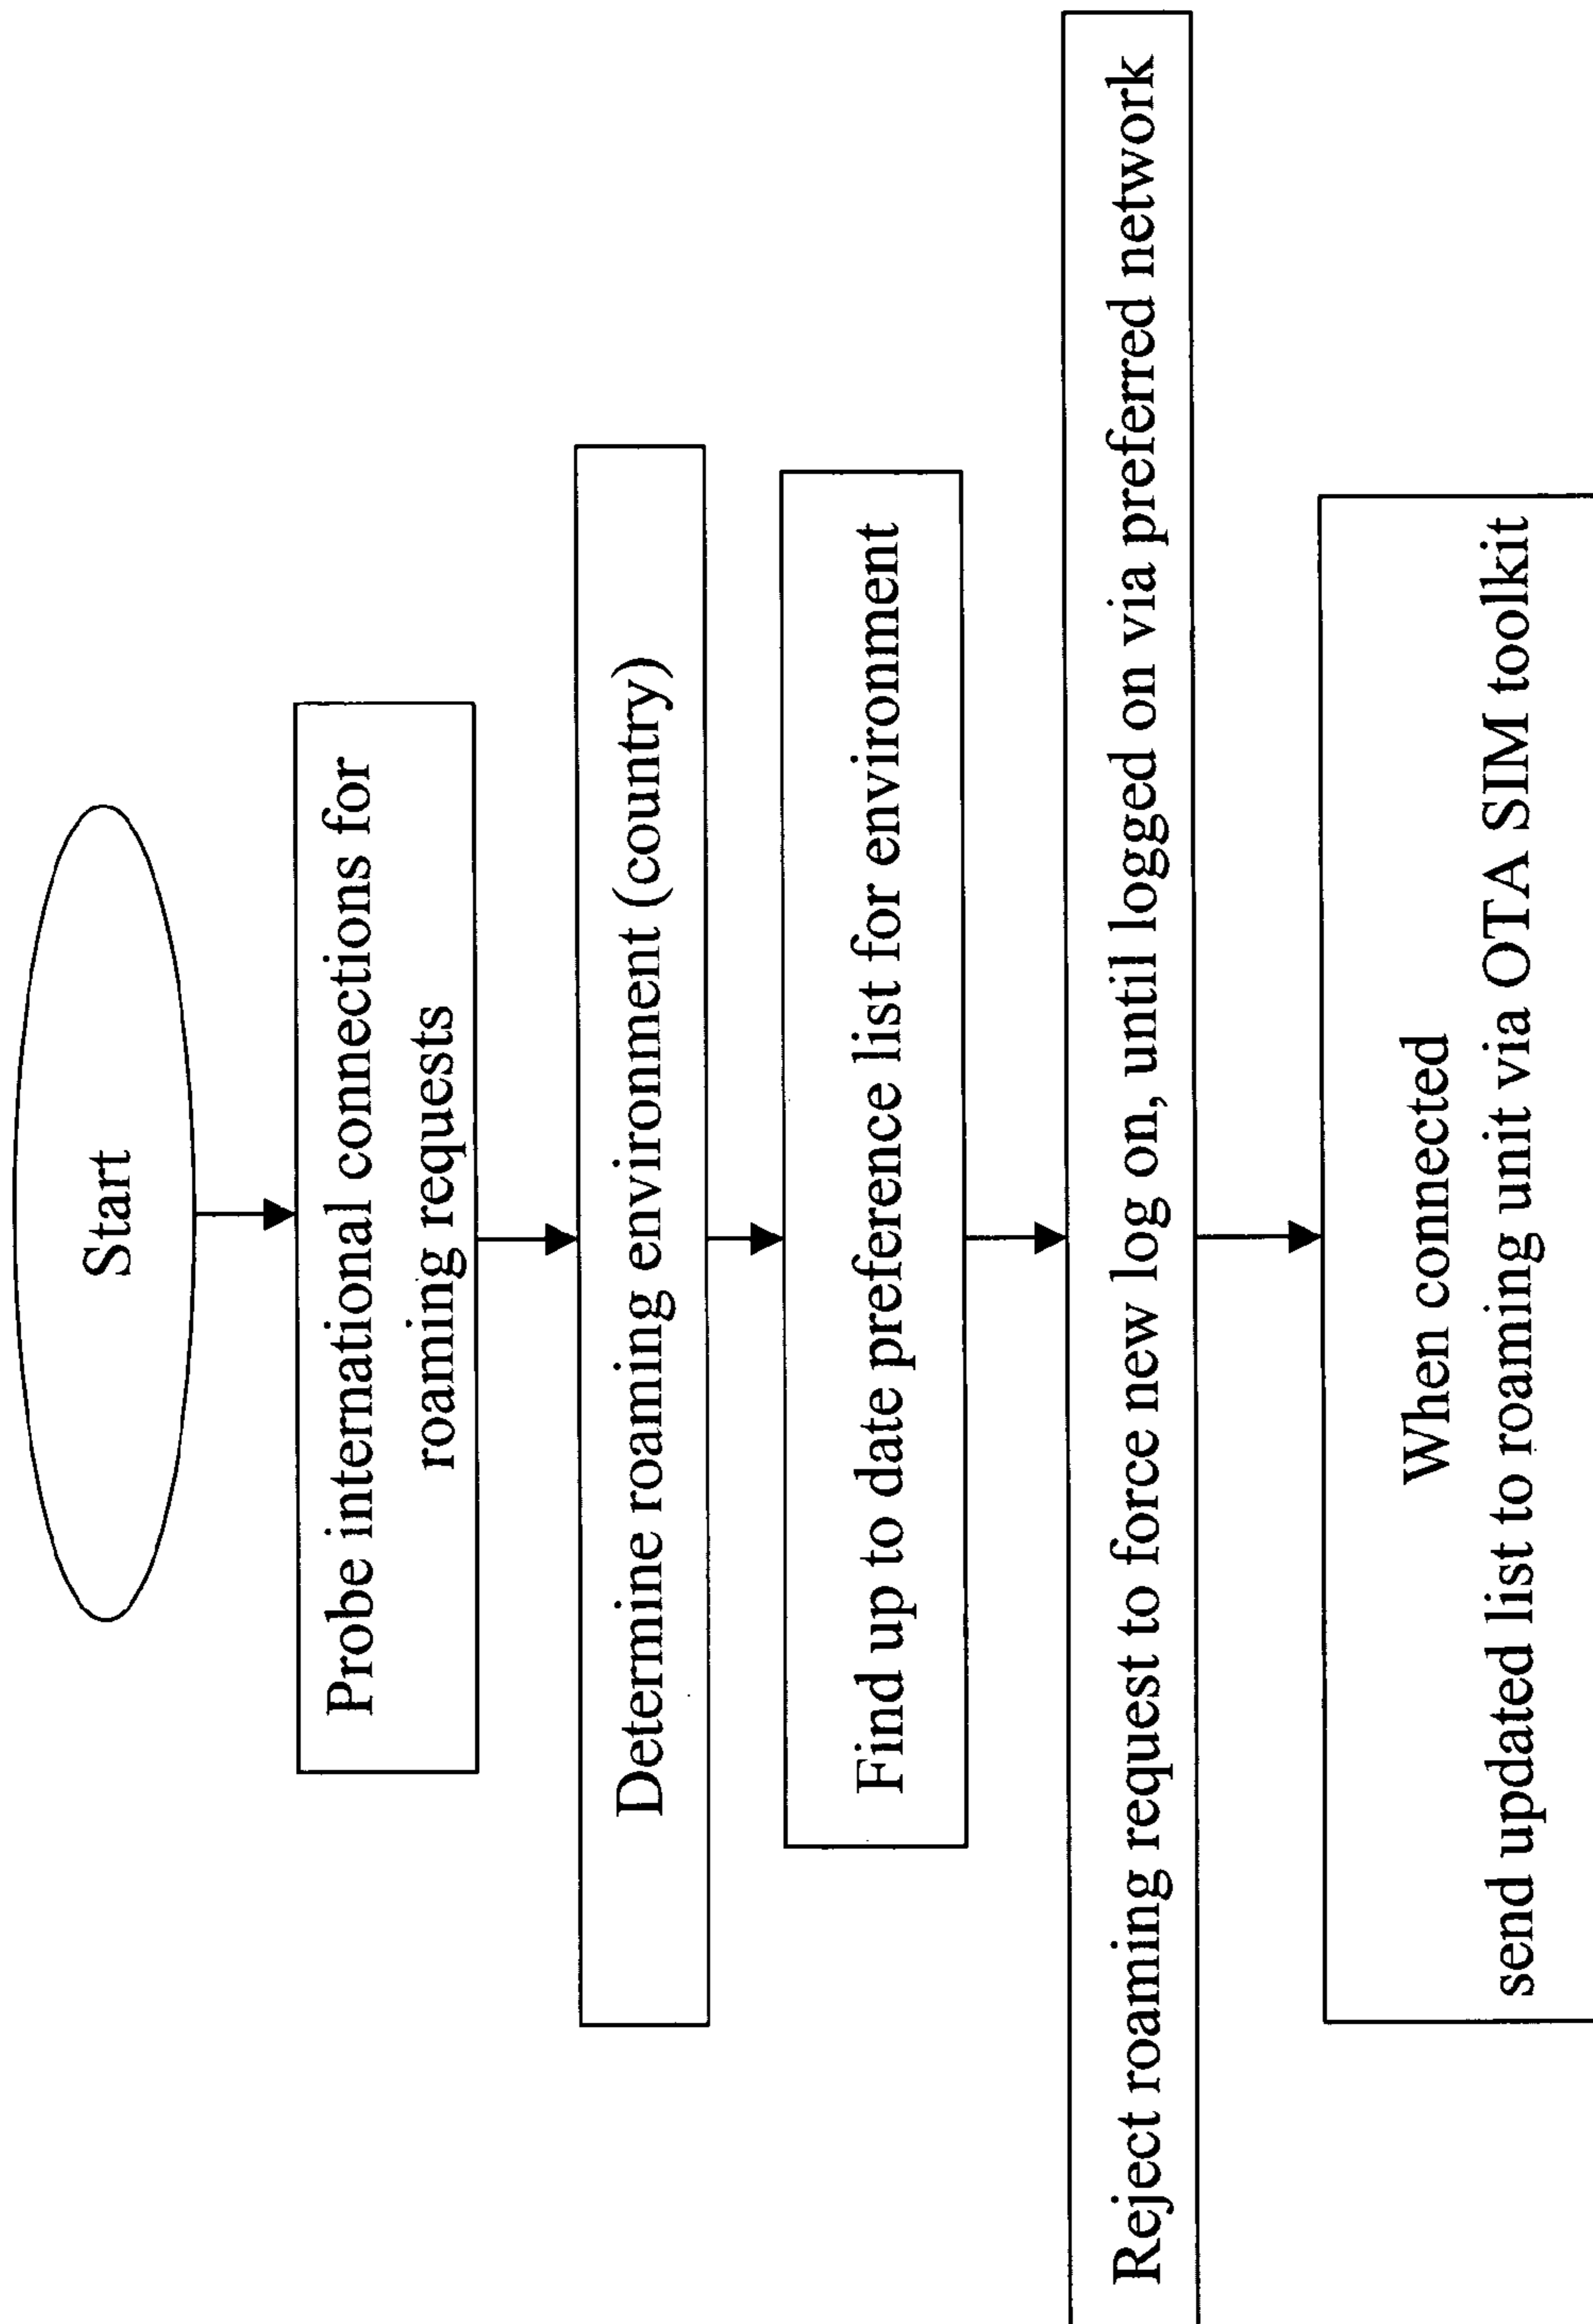 Start
Probe international connections for
roaming requests
Determine roaming environment (country)
Find up to date preference list for environment
Reject roaming request to force new log on, until logged on via preferred network
When connected
send updated list to roaming unit via OTA SIM toolkit